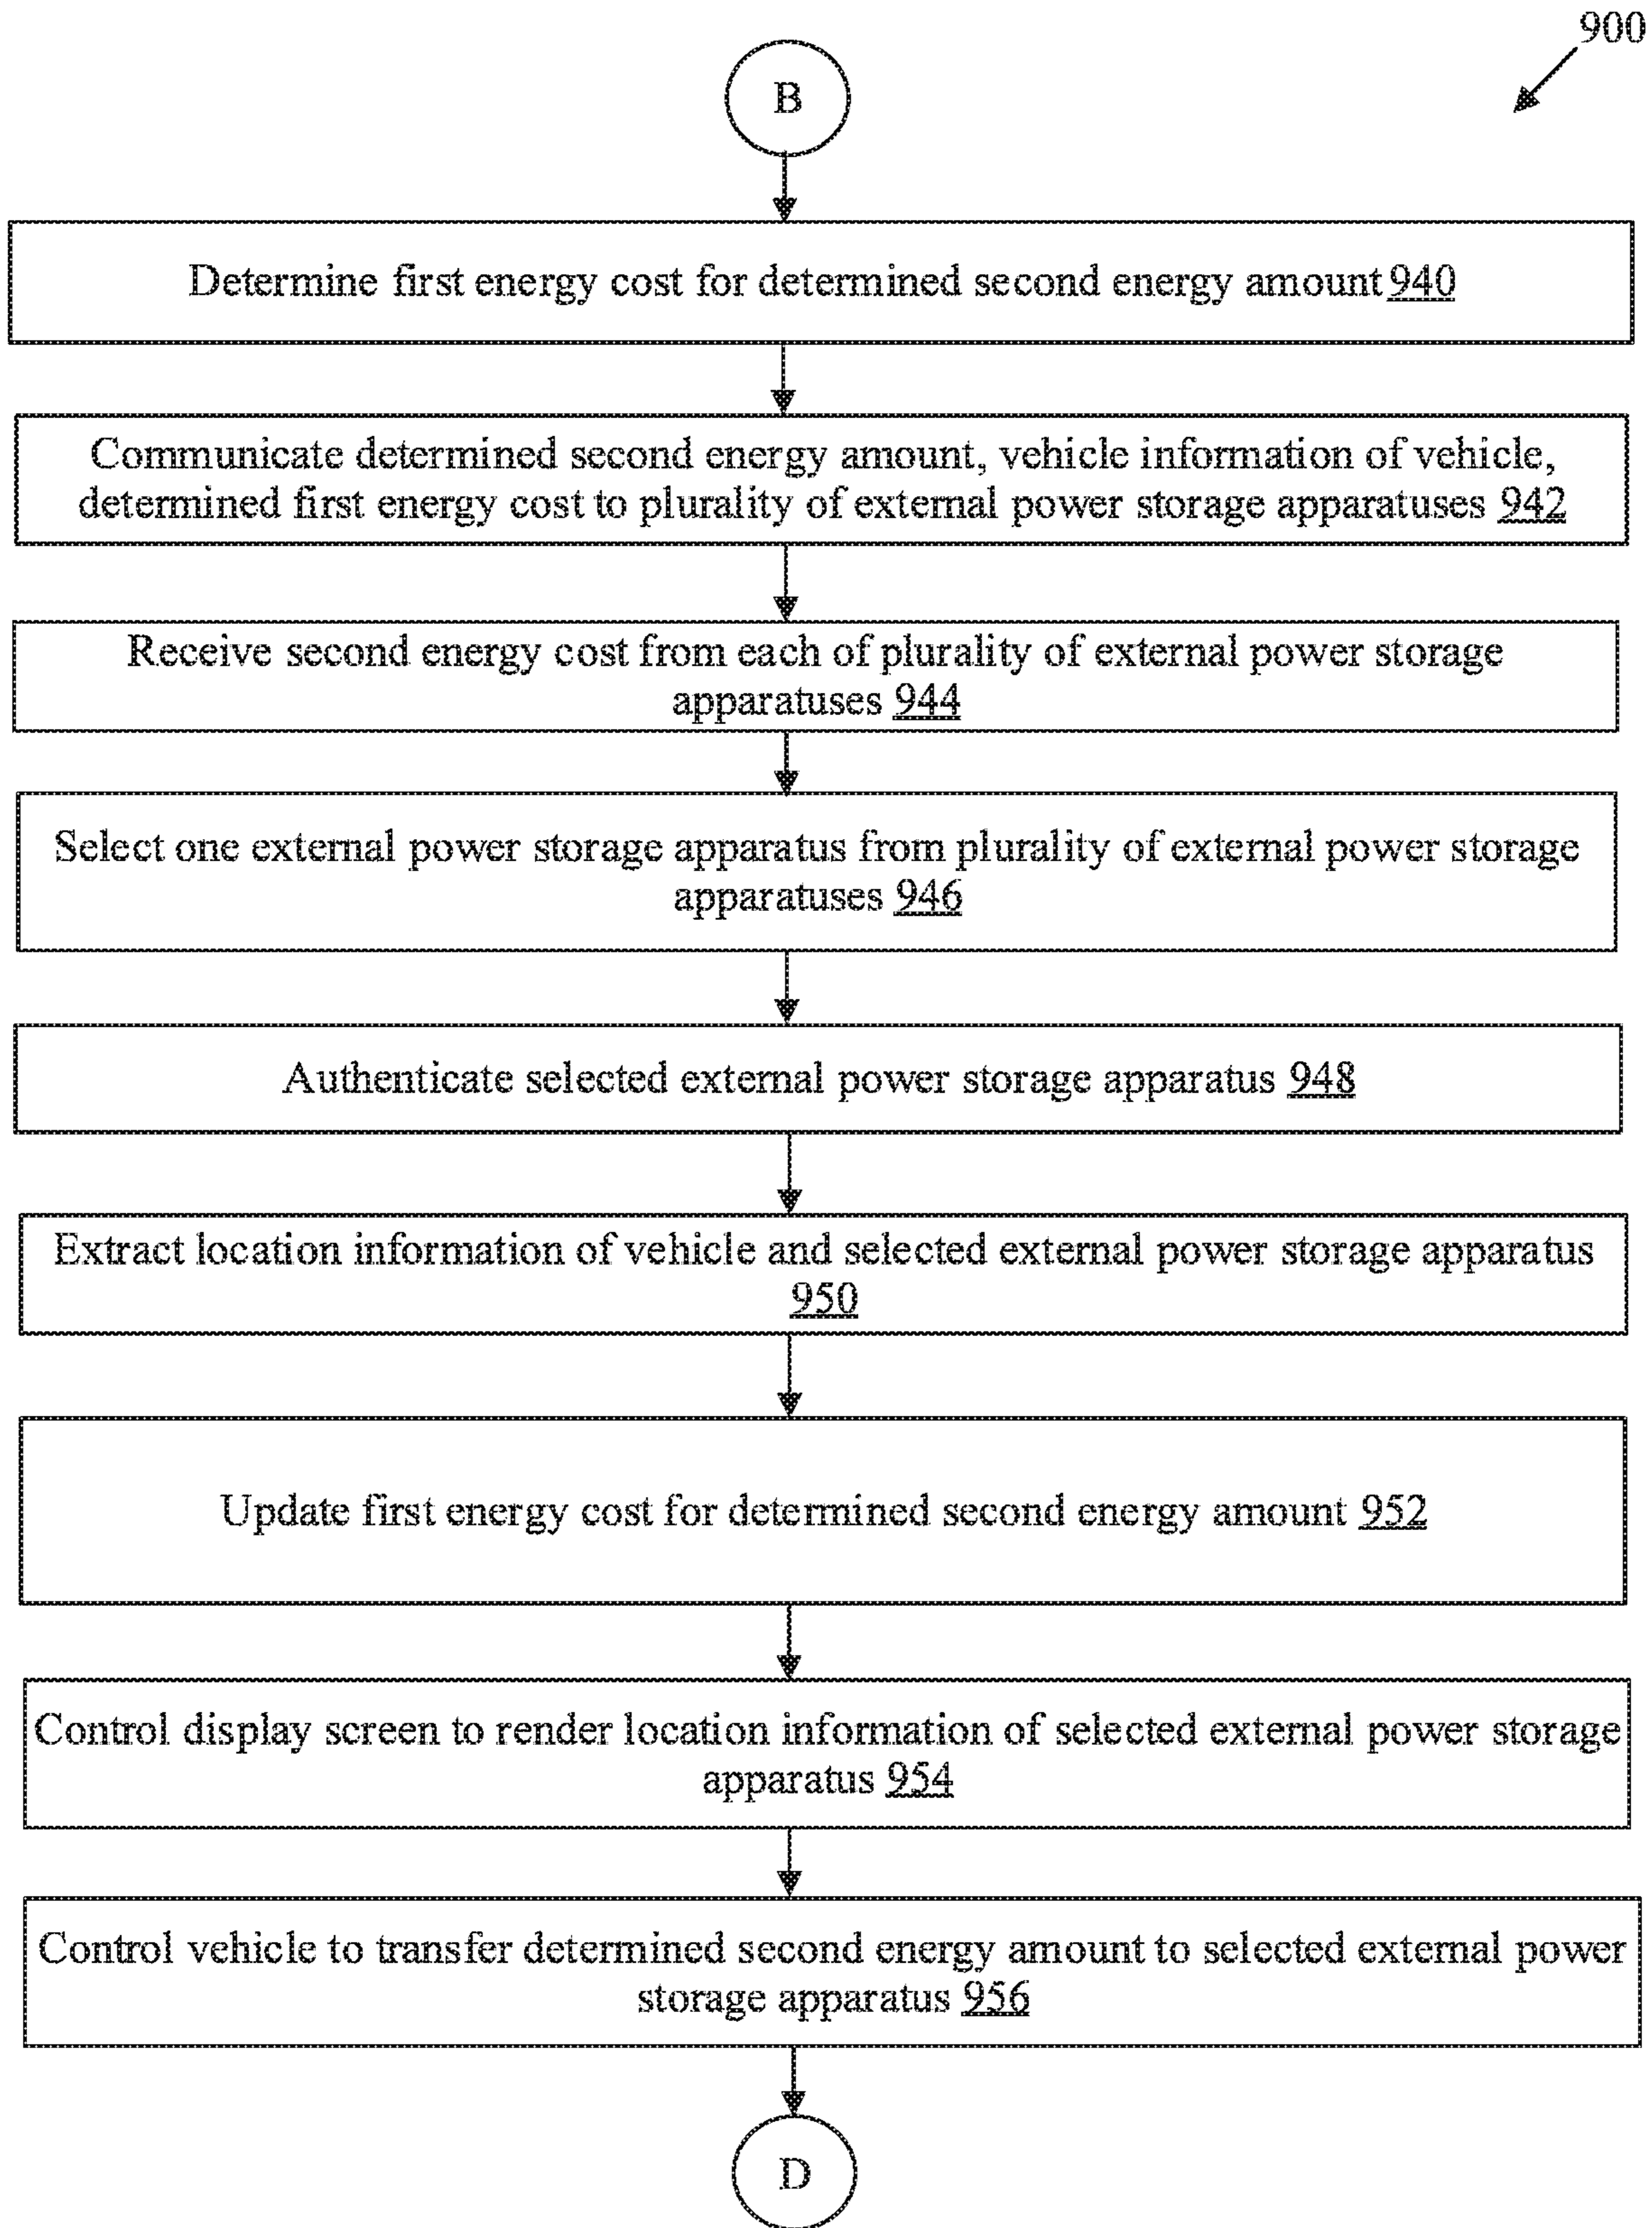 900
B
Determine first energy cost for determined second energy amount 940
Communicate determined second energy amount, vehicle information of vehicle,
determined first energy cost to plurality of external power storage apparatuses 942
Receive second energy cost from each of plurality of external power storage
apparatuses 944
Select one external power storage apparatus from plurality of external power storage
apparatuses 946
Authenticate selected external power storage apparatus 948
Extract location information of vehicle and selected external power storage apparatus
950
Update first energy cost for determined second energy amount 952
Control display screen to render location information of selected external power storage
apparatus 954
Control vehicle to transfer determined second energy amount to selected external power
storage apparatus 956
D